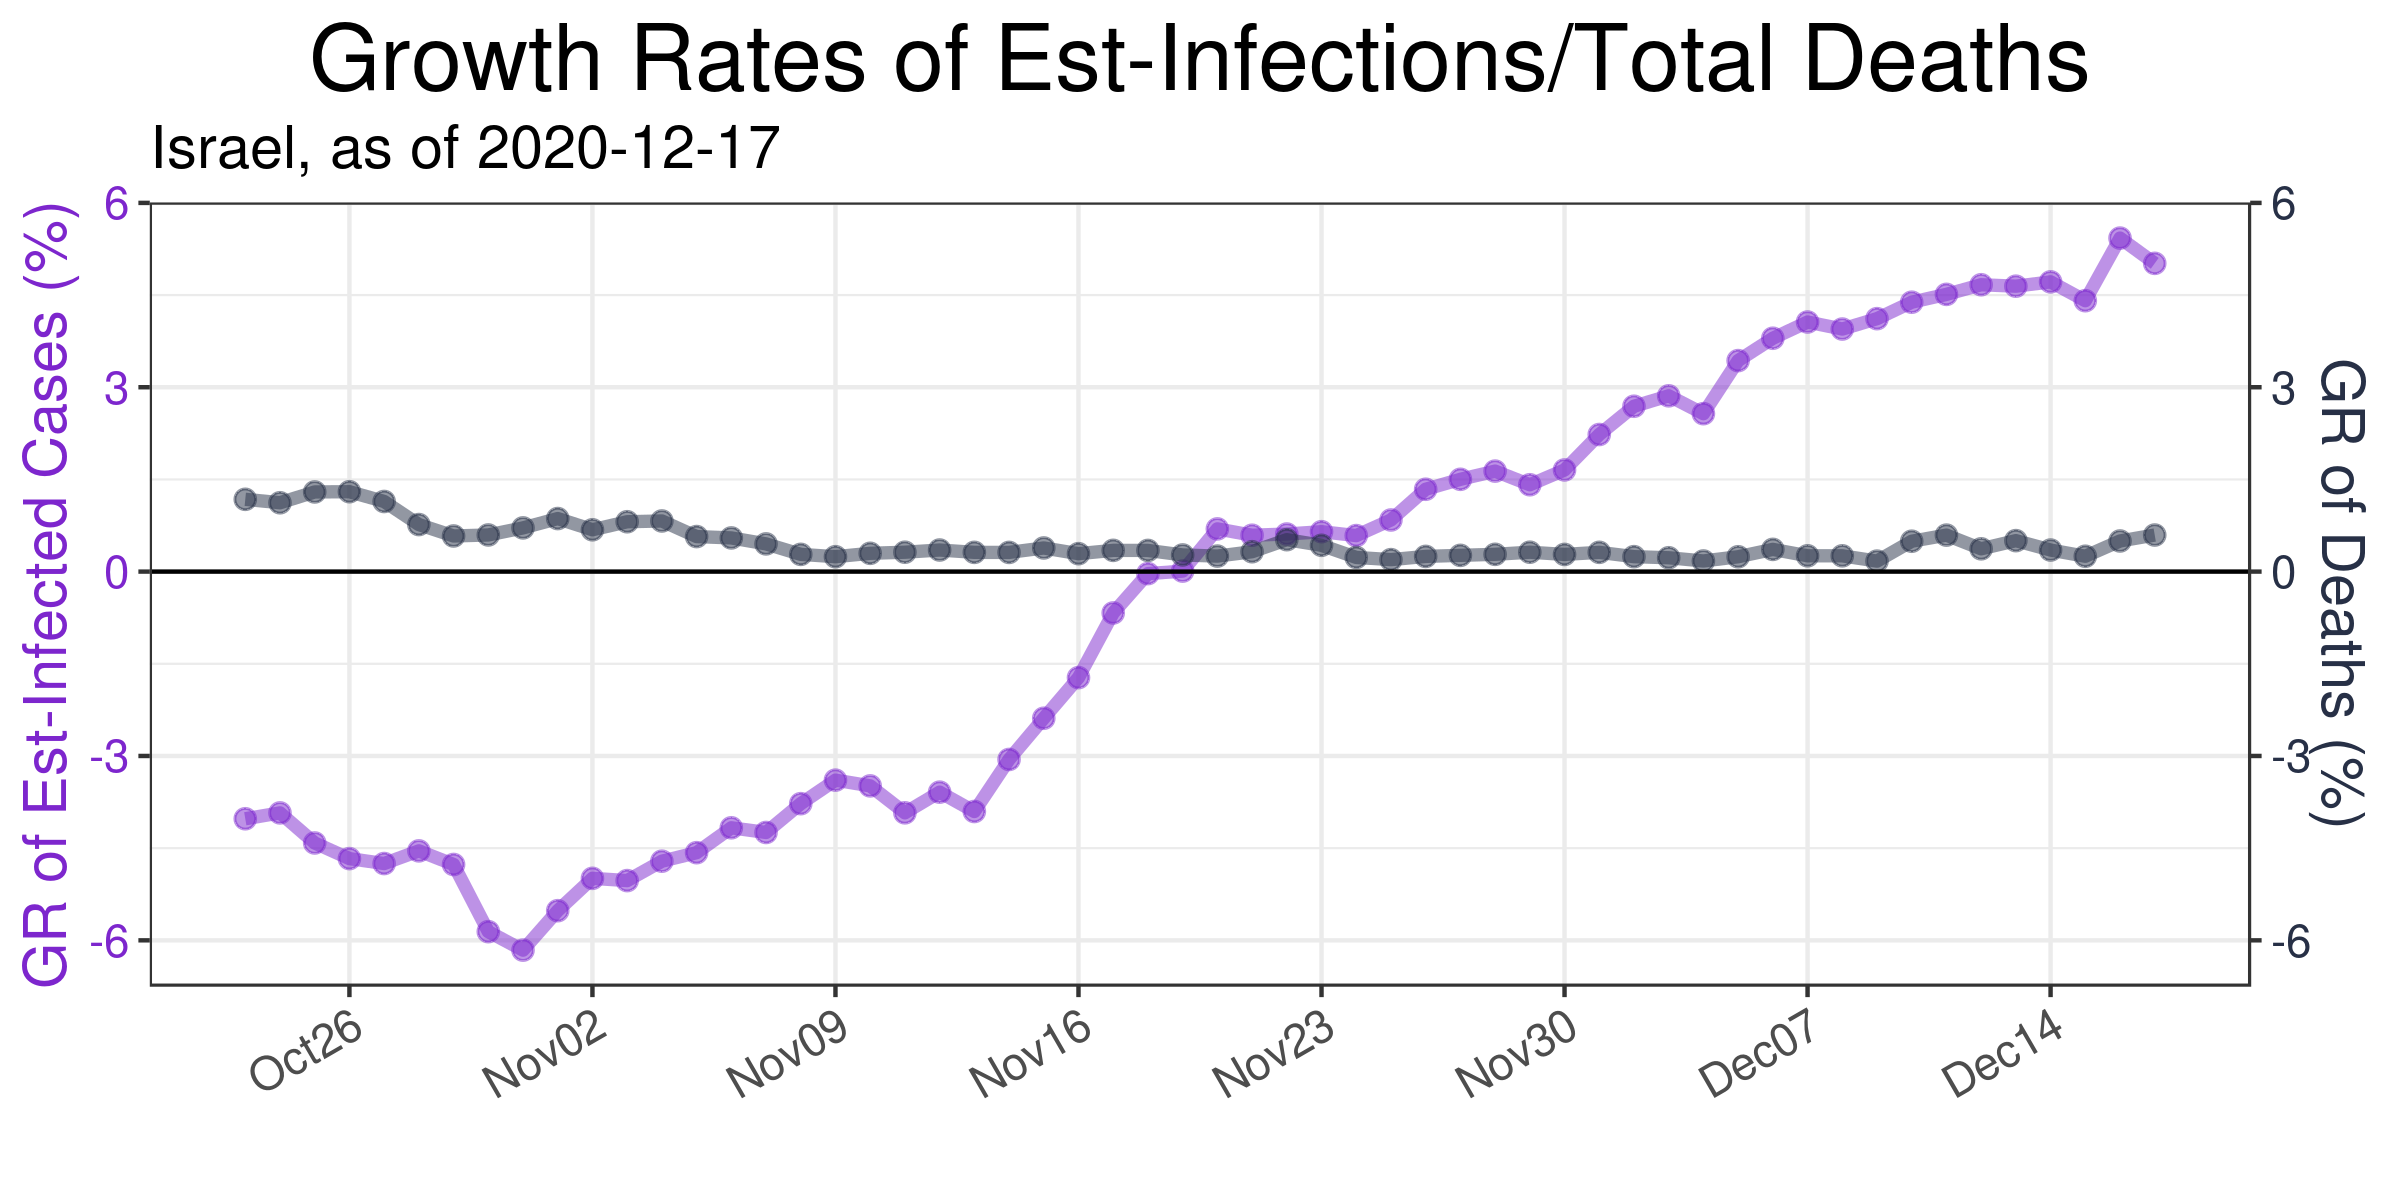 Growth Rates of Est-Infections/Total Deaths
Israel, as of 2020-12-17
GR of Est-Infected Cases (%)
6
3
0
-3
-6
6
3
0
-3
-6
GR of Deaths (%)
Oct26
Nov02
Nov09
Nov16
Nov23
Nov30
Dec07
Dec14